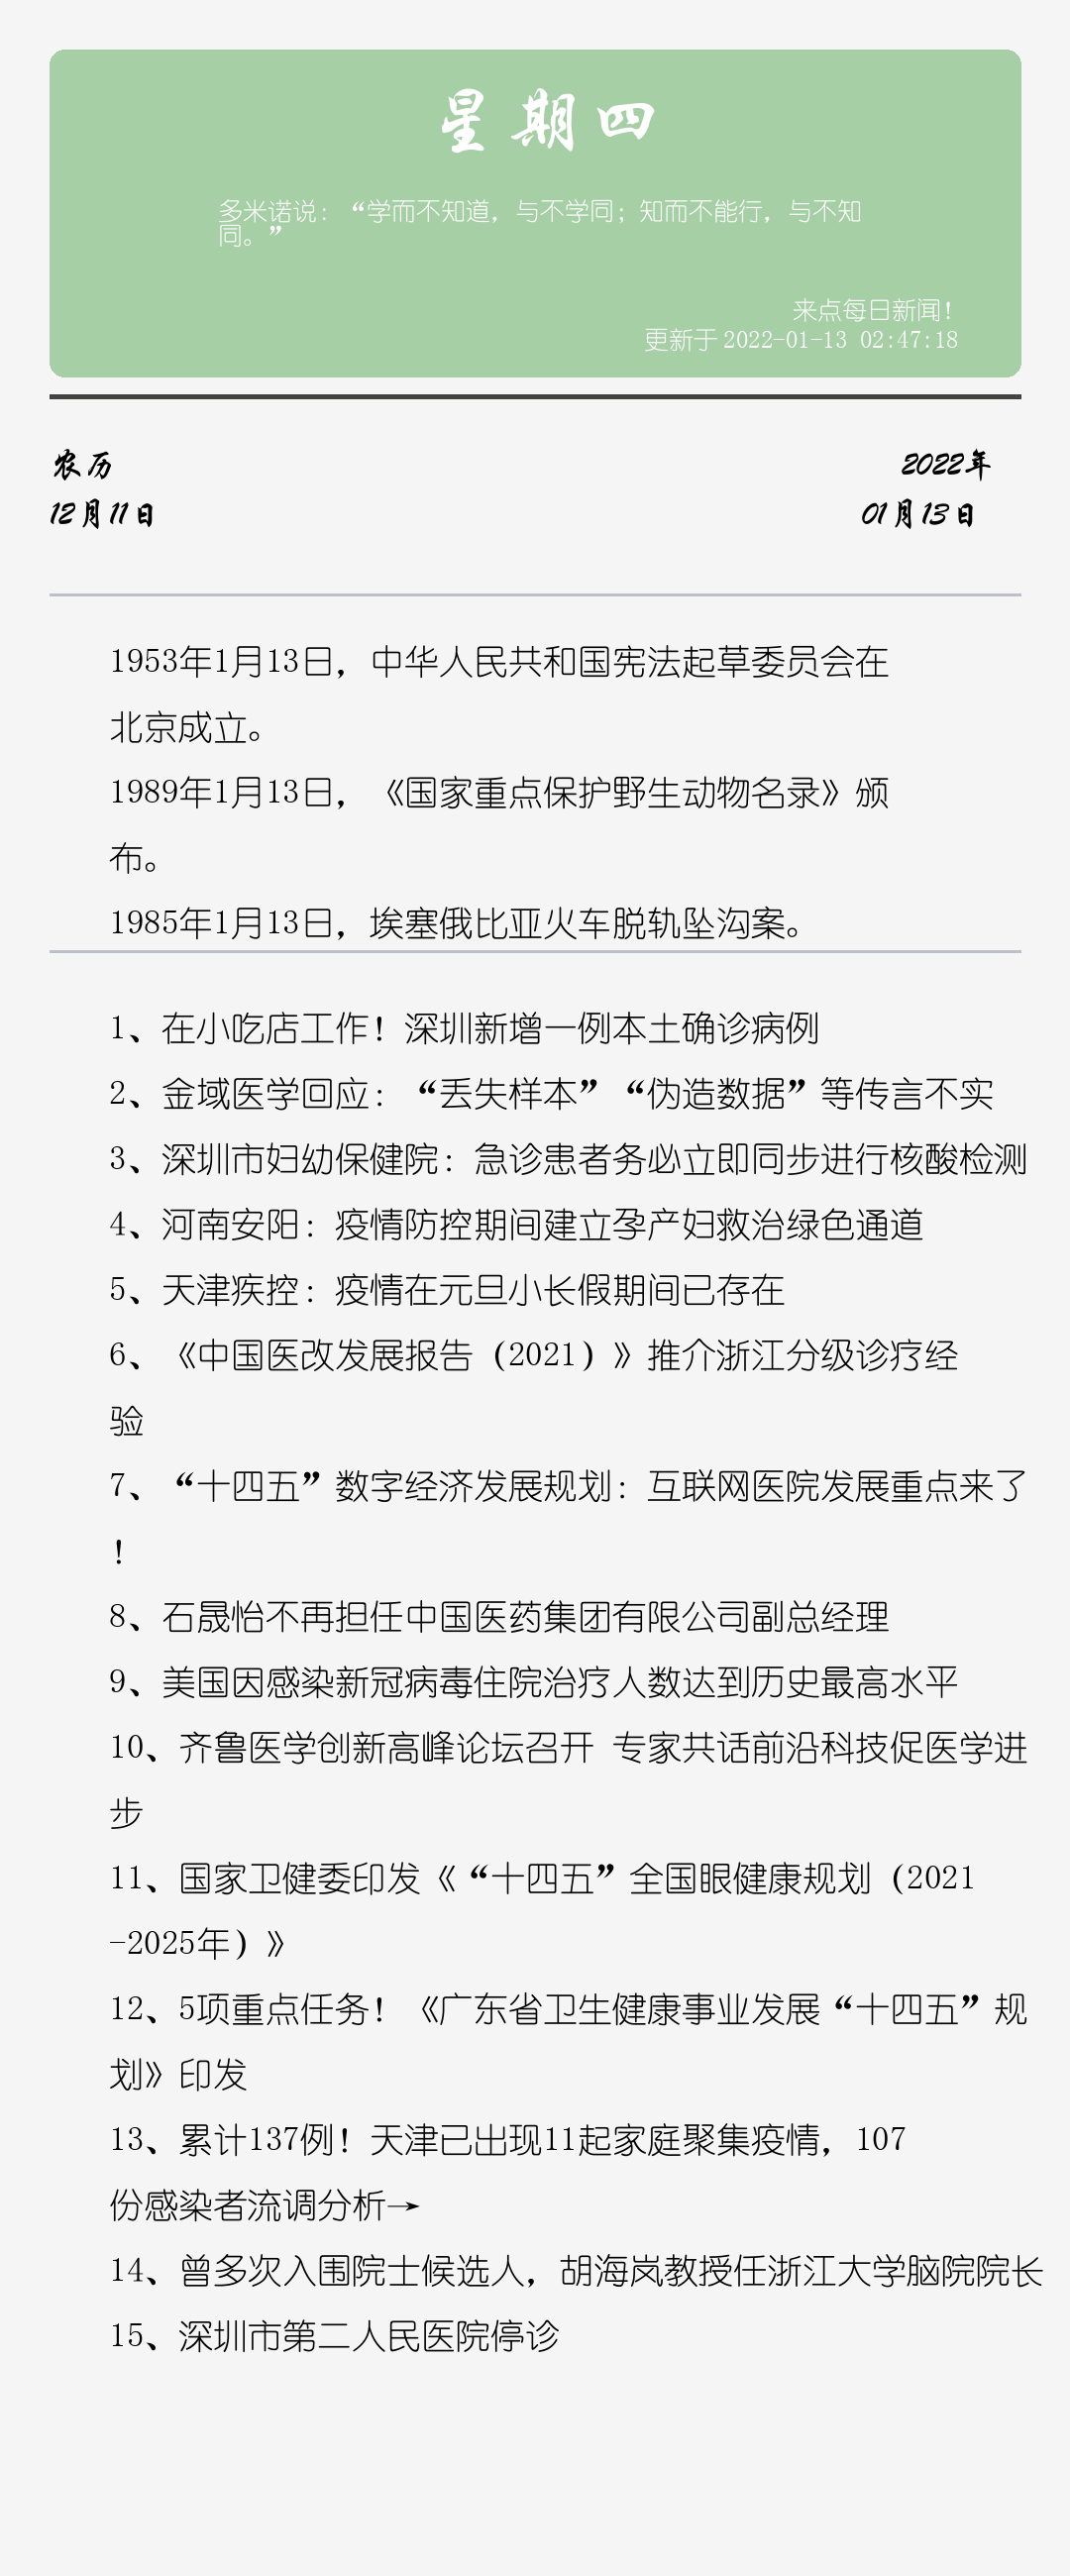 星期四
多米诺说：“学而不知道，与不学同；知而不能行，与不知
同。”
来点每日新闻！
更新于 2022-01-13 02:47:18
农历
12月11日
2022年
01月13日
1953年1月13日，中华人民共和国宪法起草委员会在
北京成立。
1989年1月13日，《国家重点保护野生动物名录》颁
布。
1985年1月13日，埃塞俄比亚火车脱轨坠沟案。
1、在小吃店工作！深圳新增一例本土确诊病例
2、金域医学回应：“丢失样本”“伪造数据”等传言不实
3、深圳市妇幼保健院：急诊患者务必立即同步进行核酸检测
4、河南安阳：疫情防控期间建立孕产妇救治绿色通道
5、天津疾控：疫情在元旦小长假期间已存在
6、《中国医改发展报告（2021）》推介浙江分级诊疗经
验
7、“十四五”数字经济发展规划：互联网医院发展重点来了
！
8、石晟怡不再担任中国医药集团有限公司副总经理
9、美国因感染新冠病毒住院治疗人数达到历史最高水平
10、齐鲁医学创新高峰论坛召开 专家共话前沿科技促医学进
步
11、国家卫健委印发《“十四五”全国眼健康规划（2021
-2025年）》
12、5项重点任务！《广东省卫生健康事业发展“十四五”规
划》印发
13、累计137例！天津已出现11起家庭聚集疫情，107
份感染者流调分析→
14、曾多次入围院士候选人，胡海岚教授任浙江大学脑院院长
15、深圳市第二人民医院停诊